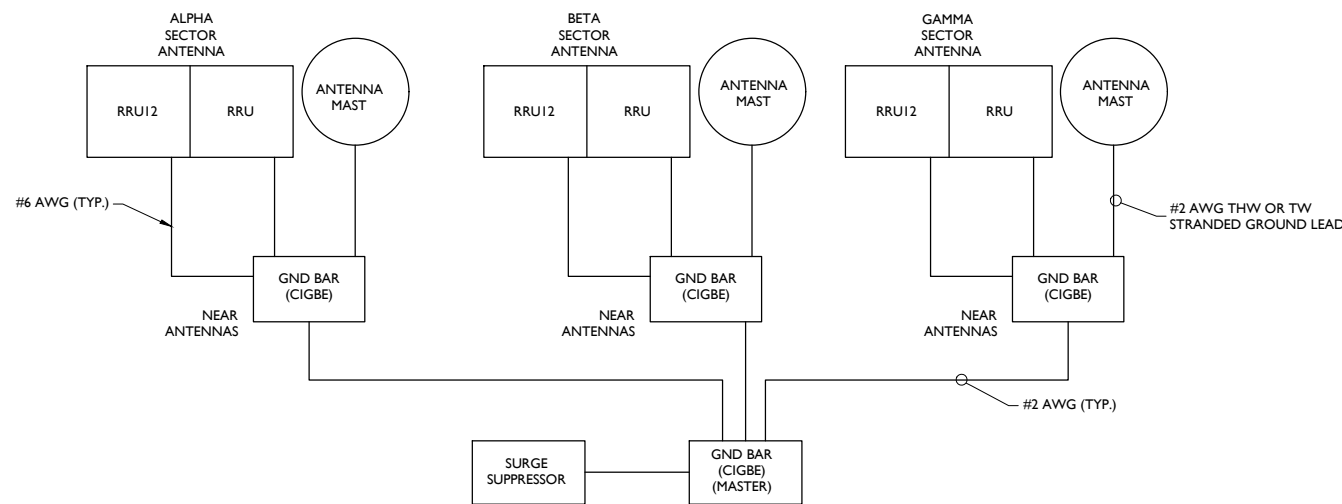 ALPHA
SECTOR
ANTENNA
RRU12
RRU
ANTENNA
MAST
BETA
SECTOR
ANTENNA
RRU12
RRU
ANTENNA
MAST
GAMMA
SECTOR
ANTENNA
RRU12
RRU
ANTENNA
MAST
#6 AWG (TYP.)
#2 AWG THW OR TW
STRANDED GROUND LEAD
GND BAR
(CIGBE)
NEAR
ANTENNAS
GND BAR
(CIGBE)
NEAR
ANTENNAS
GND BAR
(CIGBE)
NEAR
ANTENNAS
#2 AWG (TYP.)
SURGE
SUPPRESSOR
GND BAR
(CIGBE)
(MASTER)